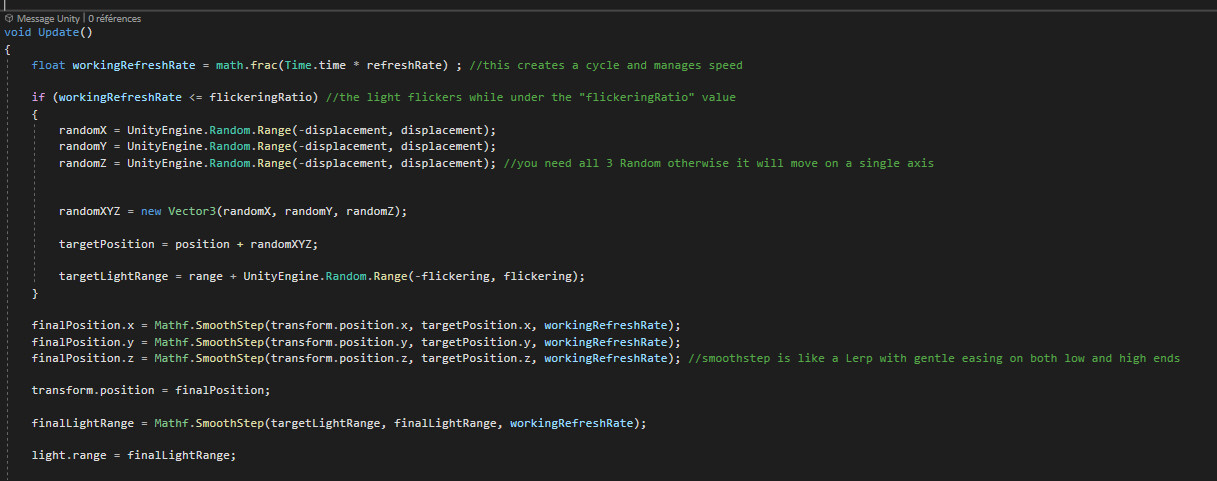 Message Unity | 0 références
void Update()
{
float workingRefreshRate = math.frac(Time.time * refreshRate) ; //this creates a cycle and manages speed
if (workingRefreshRate <= flickeringRatio) //the light flickers while under the "flickeringRatio" value
{
randomX = UnityEngine.Random.Range(-displacement, displacement);
randomY = UnityEngine.Random.Range(-displacement, displacement);
randomZ = UnityEngine.Random.Range(-displacement, displacement); //you need all 3 Random otherwise it will move on a single axis
randomXYZ = new Vector3(randomX, randomY, randomZ);
targetPosition = position + randomXYZ;
targetLightRange = range + UnityEngine.Random.Range(-flickering, flickering);
}
finalPosition.x = Mathf.SmoothStep(transform.position.x, targetPosition.x, workingRefreshRate);
finalPosition.y = Mathf.SmoothStep(transform.position.y, targetPosition.y, workingRefreshRate);
finalPosition.z = Mathf.SmoothStep(transform.position.z, targetPosition.z, workingRefreshRate); //smoothstep is like a Lerp with gentle easing on both low and high ends
transform.position = finalPosition;
finalLightRange = Mathf.SmoothStep(targetLightRange, finalLightRange, workingRefreshRate);
light.range = finalLightRange;